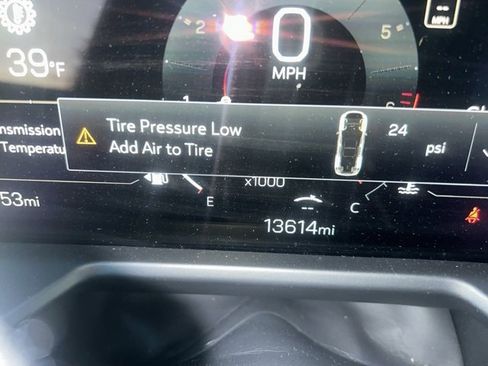 2
0
5
--
MPH
39°F
MPH
1
6
Tire Pressure Low
Add Air to Tire
24
psi
nsmission
Temperatu
53mi
E
x1000
C
--
13614mi